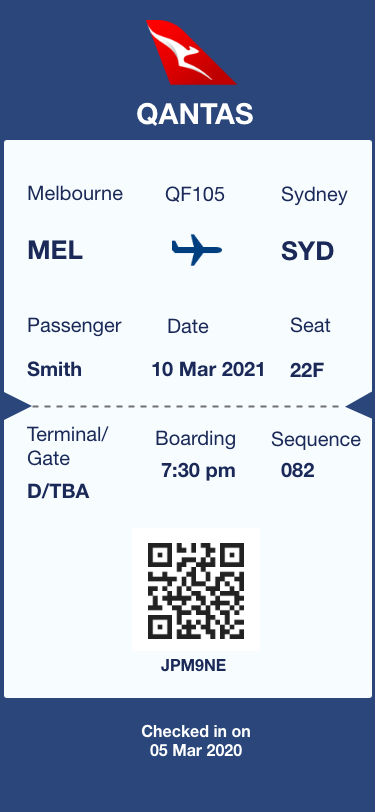 QANTAS
Melbourne QF105 Sydney
MEL SYD
Passenger Date Seat
Smith 10 Mar 2021 22F
Terminal/ Boarding Sequence
Gate
7:30 pm 082
D/TBA
JPM9NE
Checked in on
05 Mar 2020